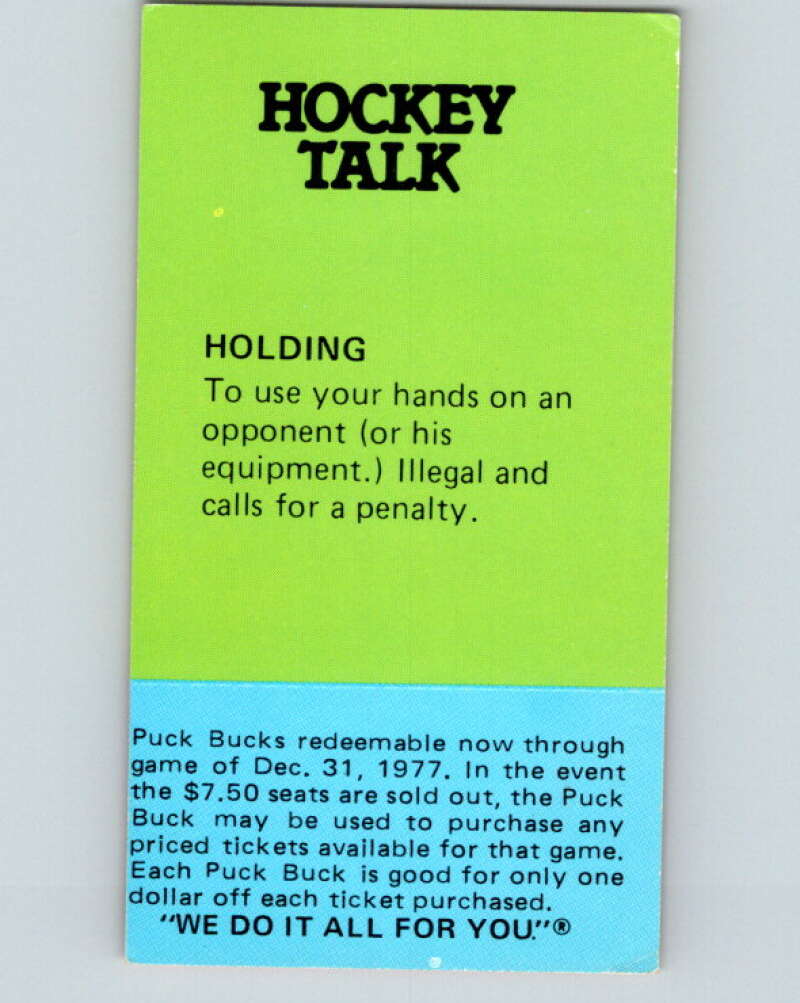 HOCKEY
TALK
HOLDING
To use your hands on an
opponent (or his
equipment.) Illegal and
calls for a penalty.
Puck Bucks redeemable now through
game of Dec. 31, 1977. In the event
the $7.50 seats are sold out, the Puck
Buck may be used to purchase any
priced tickets available for that game.
Each Puck Buck is good for only one
dollar off each ticket purchased.
"WE DO IT ALL FOR YOU."®